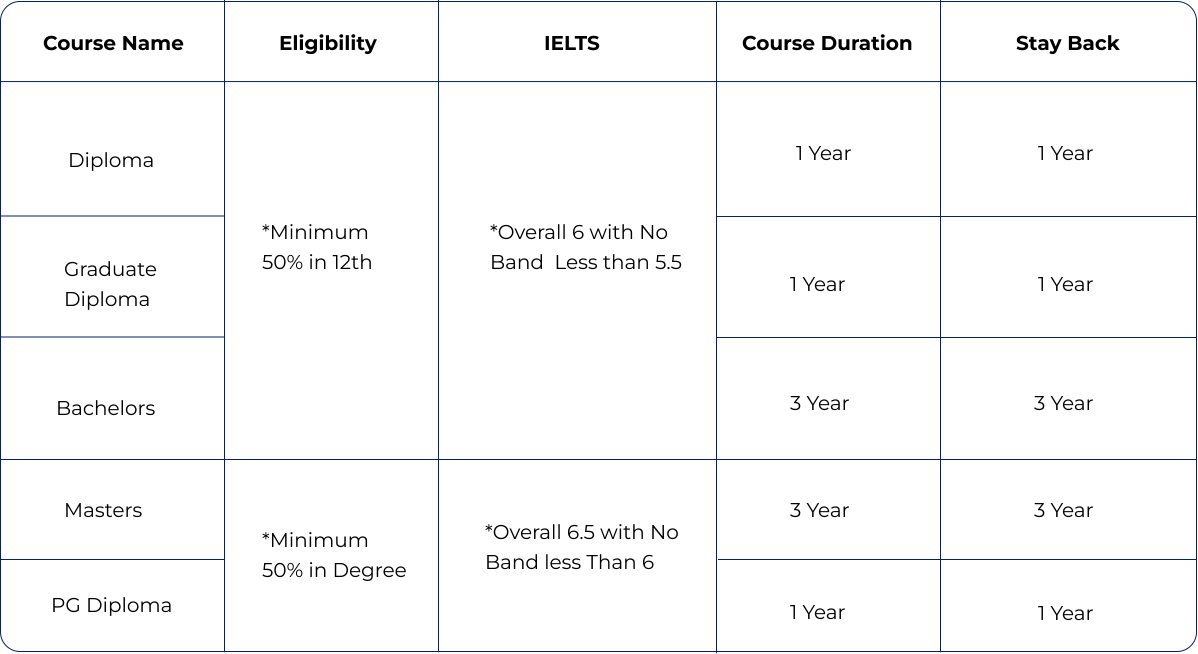 Course Name
Eligibility
IELTS
Course Duration
Stay Back
Diploma
*Minimum
50% in 12th
*Overall 6 with No
Band  Less than 5.5
1 Year
1 Year
Graduate
Diploma
1 Year
1 Year
Bachelors
3 Year
3 Year
Masters
*Minimum
50% in Degree
*Overall 6.5 with No
Band less Than 6
3 Year
3 Year
PG Diploma
1 Year
1 Year